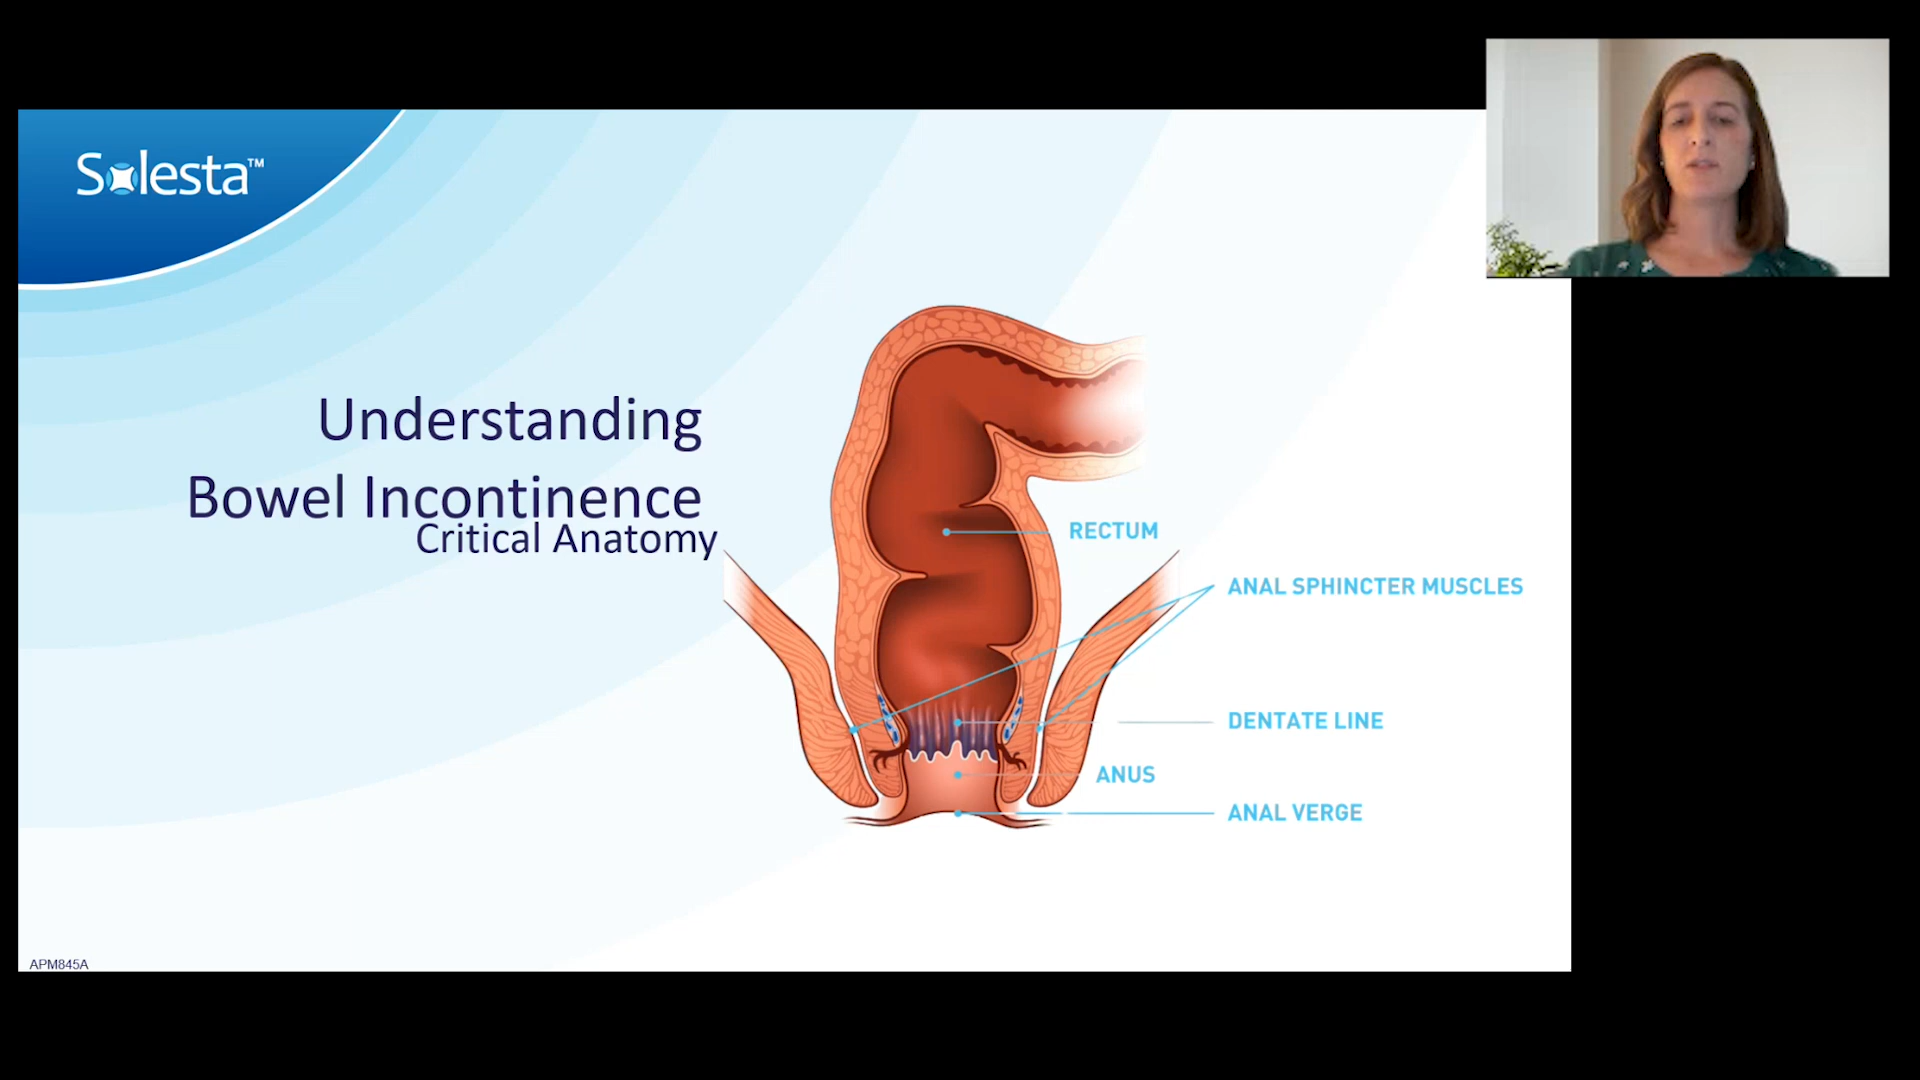 Solesta™
Understanding
Bowel Incontinence
Critical Anatomy
RECTUM
ANAL SPHINCTER MUSCLES
DENTATE LINE
ANUS
ANAL VERGE
APM845A